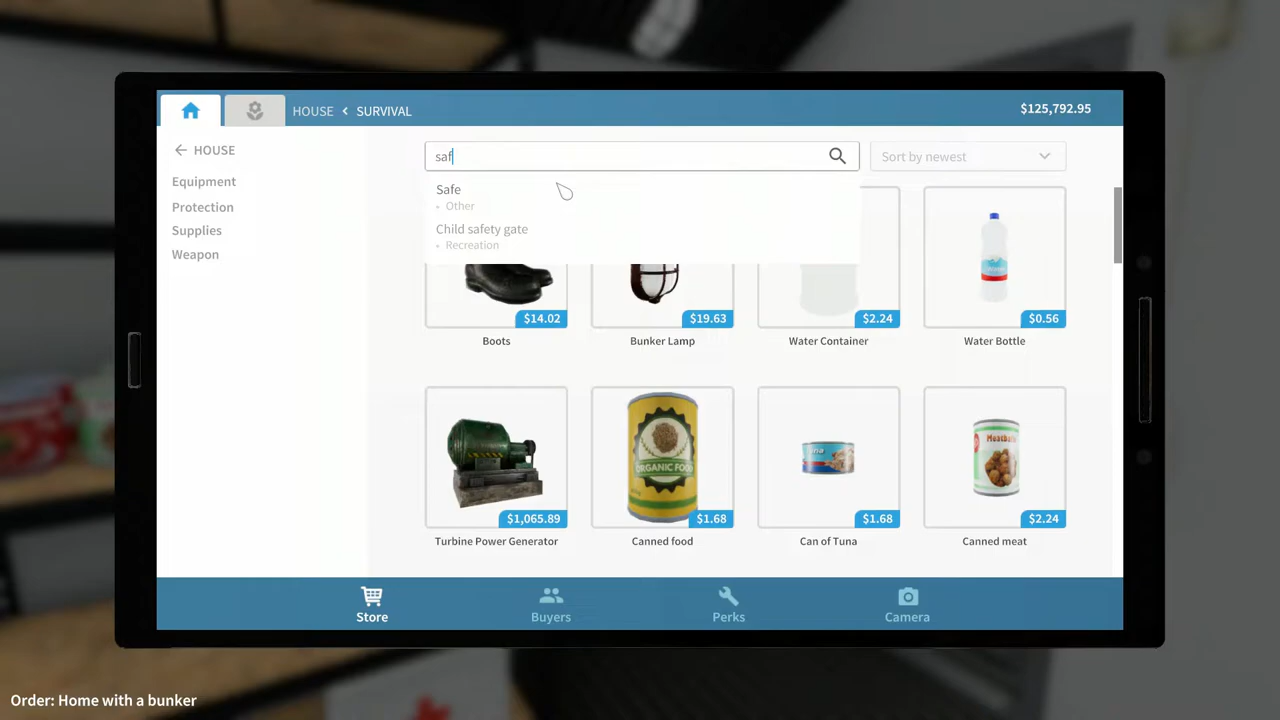 HOUSE < SURVIVAL
$125,792.95
HOUSE
Equipment
Protection
Supplies
Weapon
saf
Sort by newest
Safe
• Other
Child safety gate
• Recreation
$14.02
$19.63
$2.24
$0.56
Boots
Bunker Lamp
Water Container
Water Bottle
ORGANIC FOOD
Tuna
$1,065.89
$1.68
$1.68
$2.24
Turbine Power Generator
Canned food
Can of Tuna
Canned meat
Store
Buyers
Perks
Camera
Order: Home with a bunker